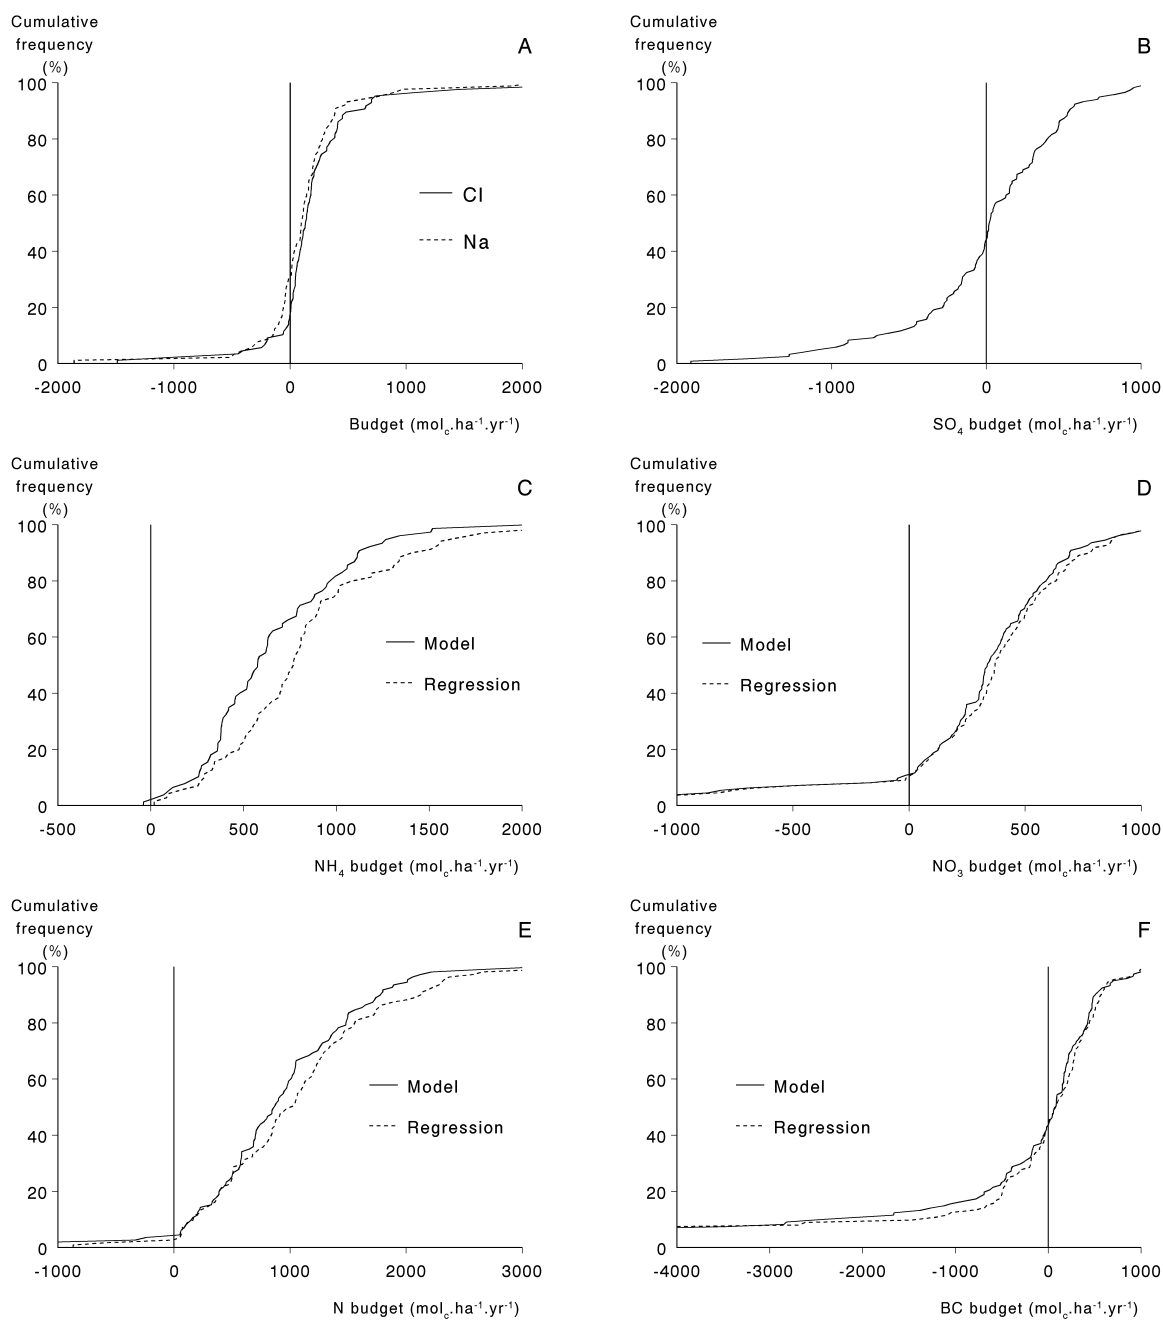 Cumulative
frequency
(%)
A
100
80
60
40
20
0
Cl
Na
-2000 -1000 0 1000 2000
Budget (molc.ha-1.yr-1)
Cumulative
frequency
(%)
B
100
80
60
40
20
0
-2000 -1000 0 1000
SO4 budget (molc.ha-1.yr-1)
Cumulative
frequency
(%)
C
100
80
60
40
20
0
Model
Regression
-500 0 500 1000 1500 2000
NH4 budget (molc.ha-1.yr-1)
Cumulative
frequency
(%)
D
100
80
60
40
20
0
Model
Regression
-1000 -500 0 500 1000
NO3 budget (molc.ha-1.yr-1)
Cumulative
frequency
(%)
E
100
80
60
40
20
0
Model
Regression
-1000 0 1000 2000 3000
N budget (molc.ha-1.yr-1)
Cumulative
frequency
(%)
F
100
80
60
40
20
0
Model
Regression
-4000 -3000 -2000 -1000 0 1000
BC budget (molc.ha-1.yr-1)